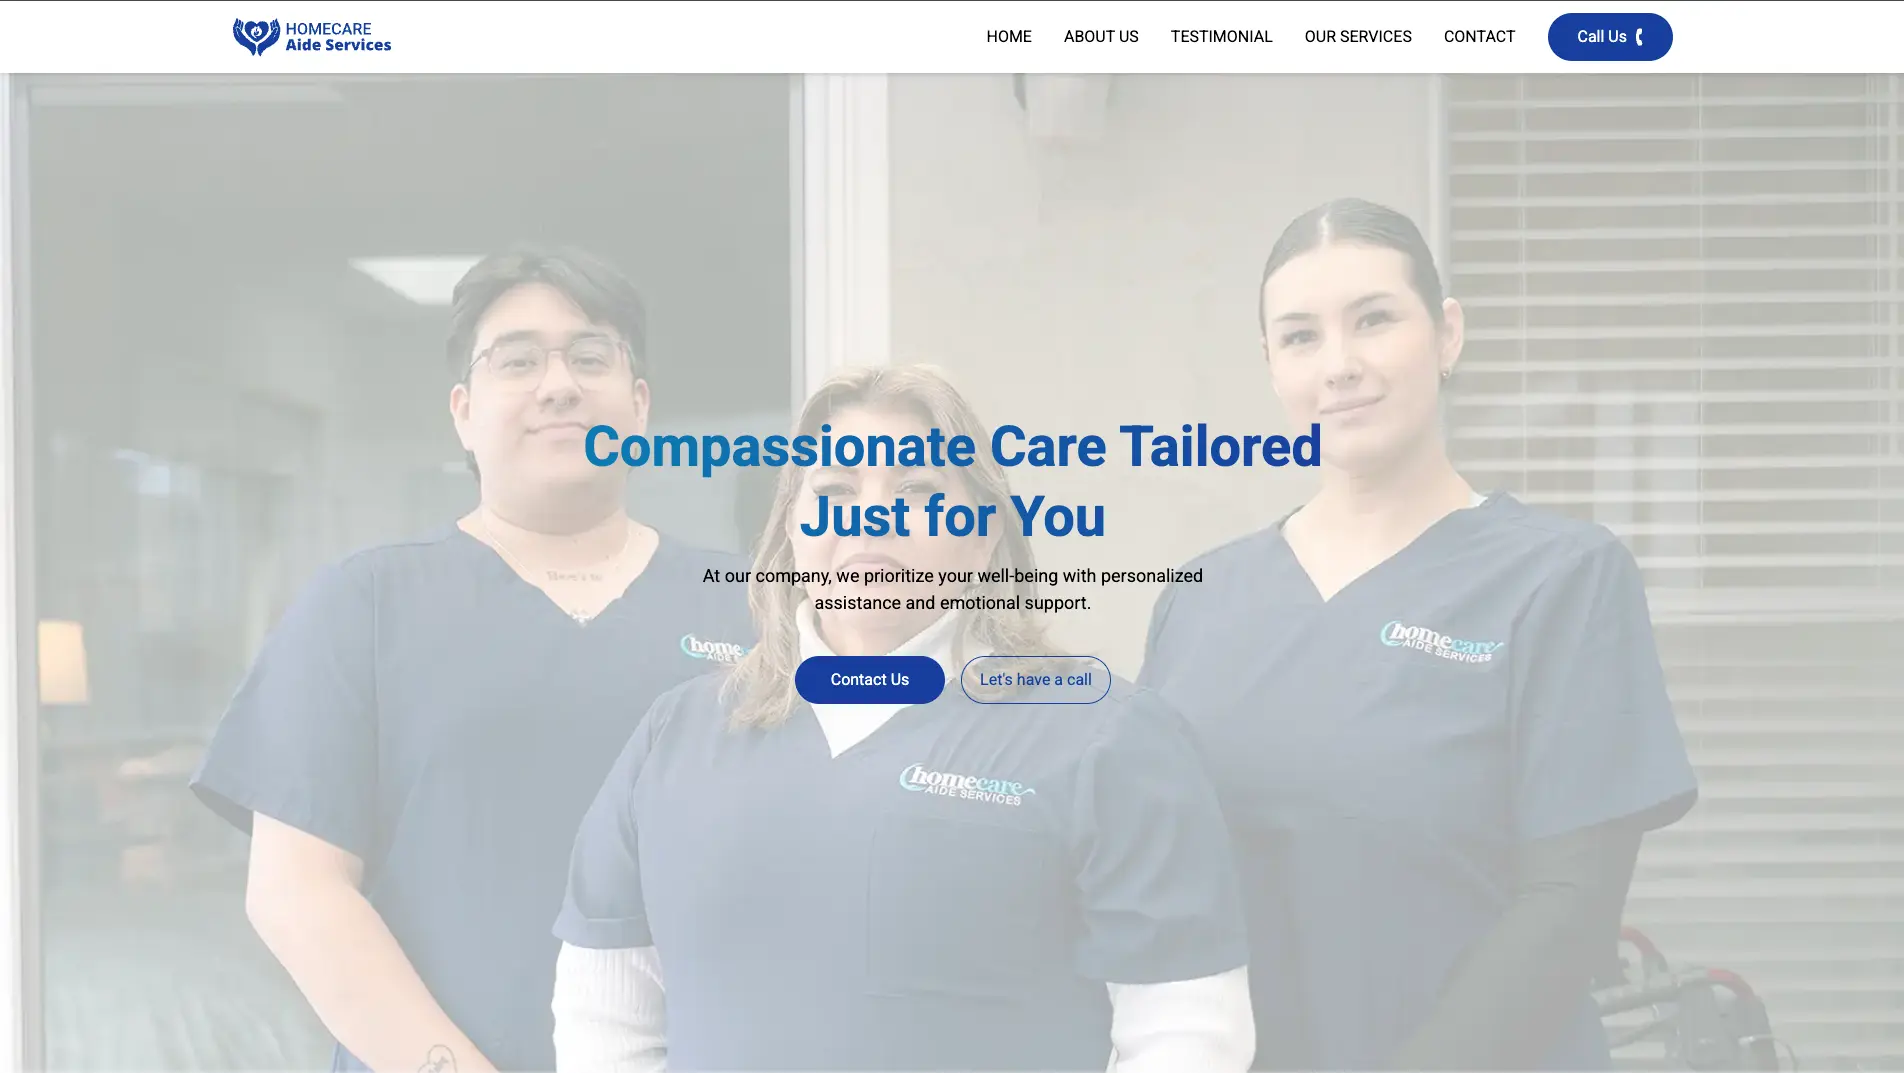 HOMECARE
Aide Services
HOME
ABOUT US
TESTIMONIAL
OUR SERVICES
CONTACT
Call Us
Compassionate Care Tailored
Just for You
At our company, we prioritize your well-being with personalized
assistance and emotional support.
Contact Us
Let's have a call
home
AIDE
homecare
AIDE SERVICES
homecare
AIDE SERVICES